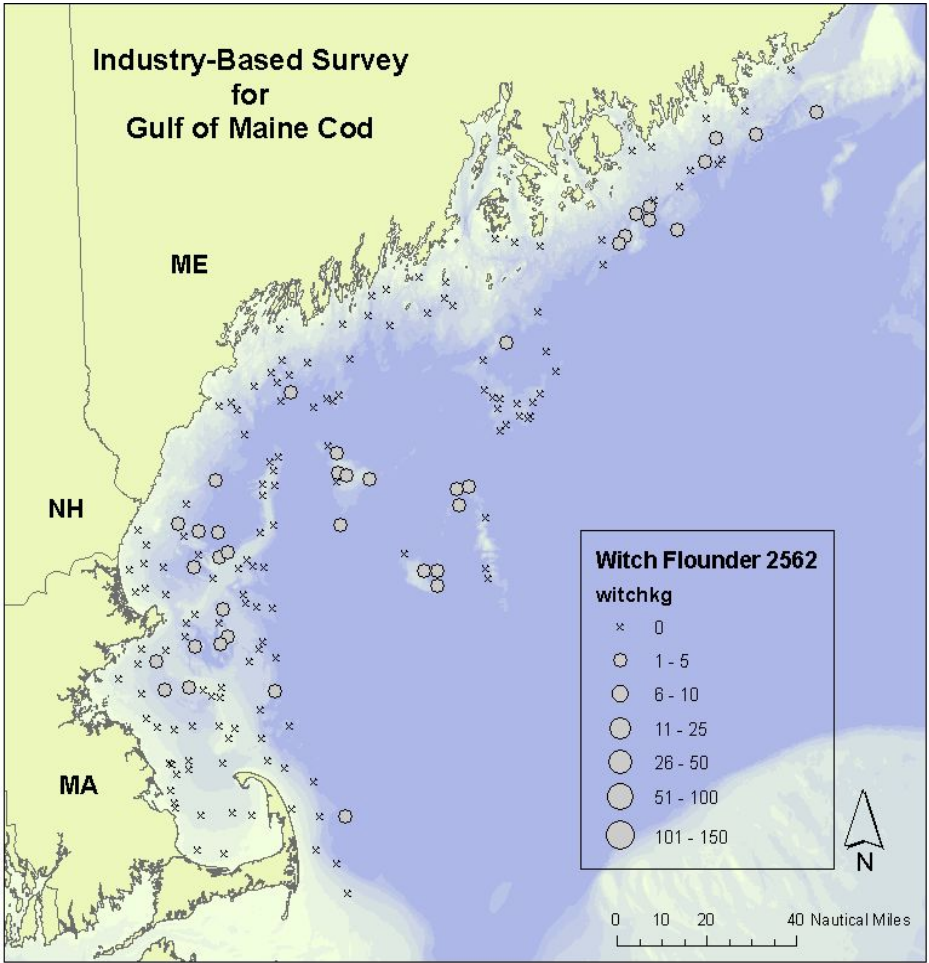 Industry-Based Survey
for
Gulf of Maine Cod
ME
NH
MA
Witch Flounder 2562
witchkg
0
1 - 5
6 - 10
11 - 25
26 - 50
51 - 100
101 - 150
N
0 10 20 40 Nautical Miles